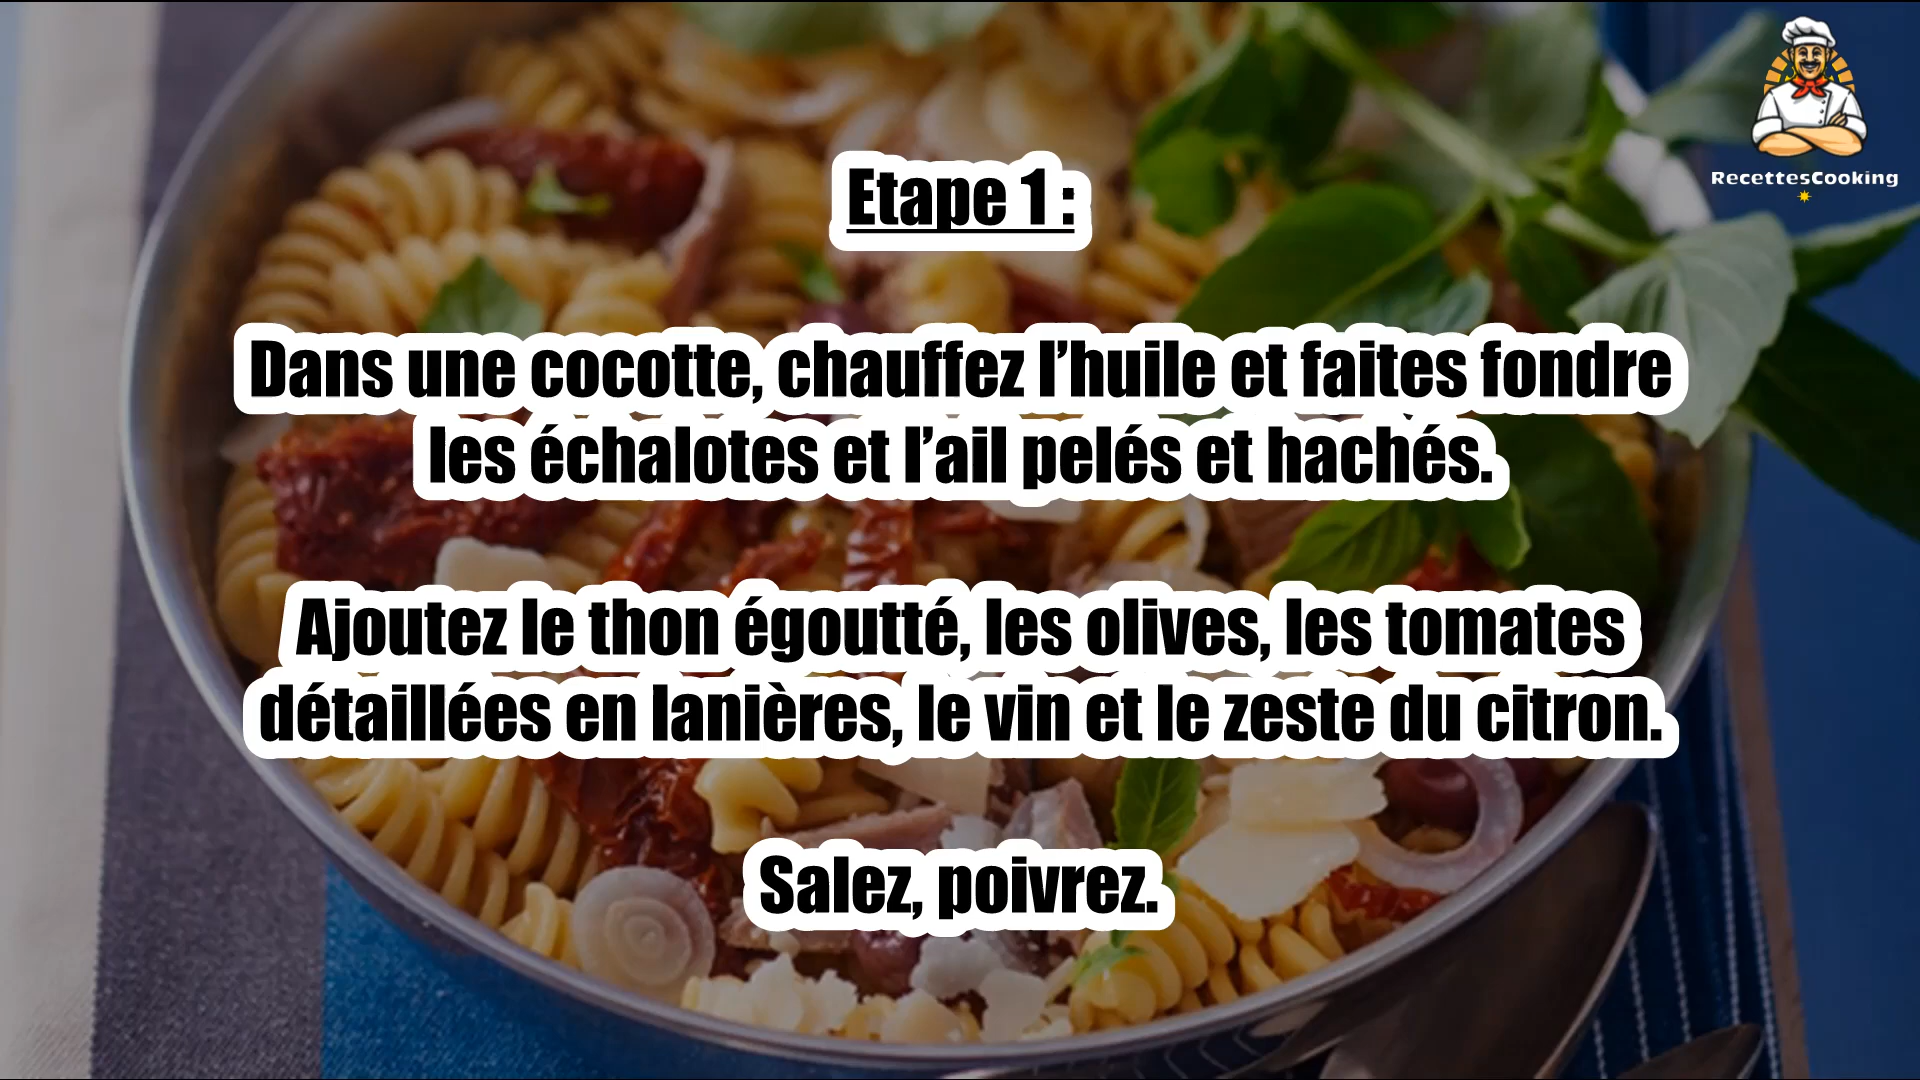 RecettesCooking
Etape 1 :
Dans une cocotte, chauffez l’huile et faites fondre
les échalotes et l’ail pelés et hachés.
Ajoutez le thon égoutté, les olives, les tomates
détaillées en lanières, le vin et le zeste du citron.
Salez, poivrez.